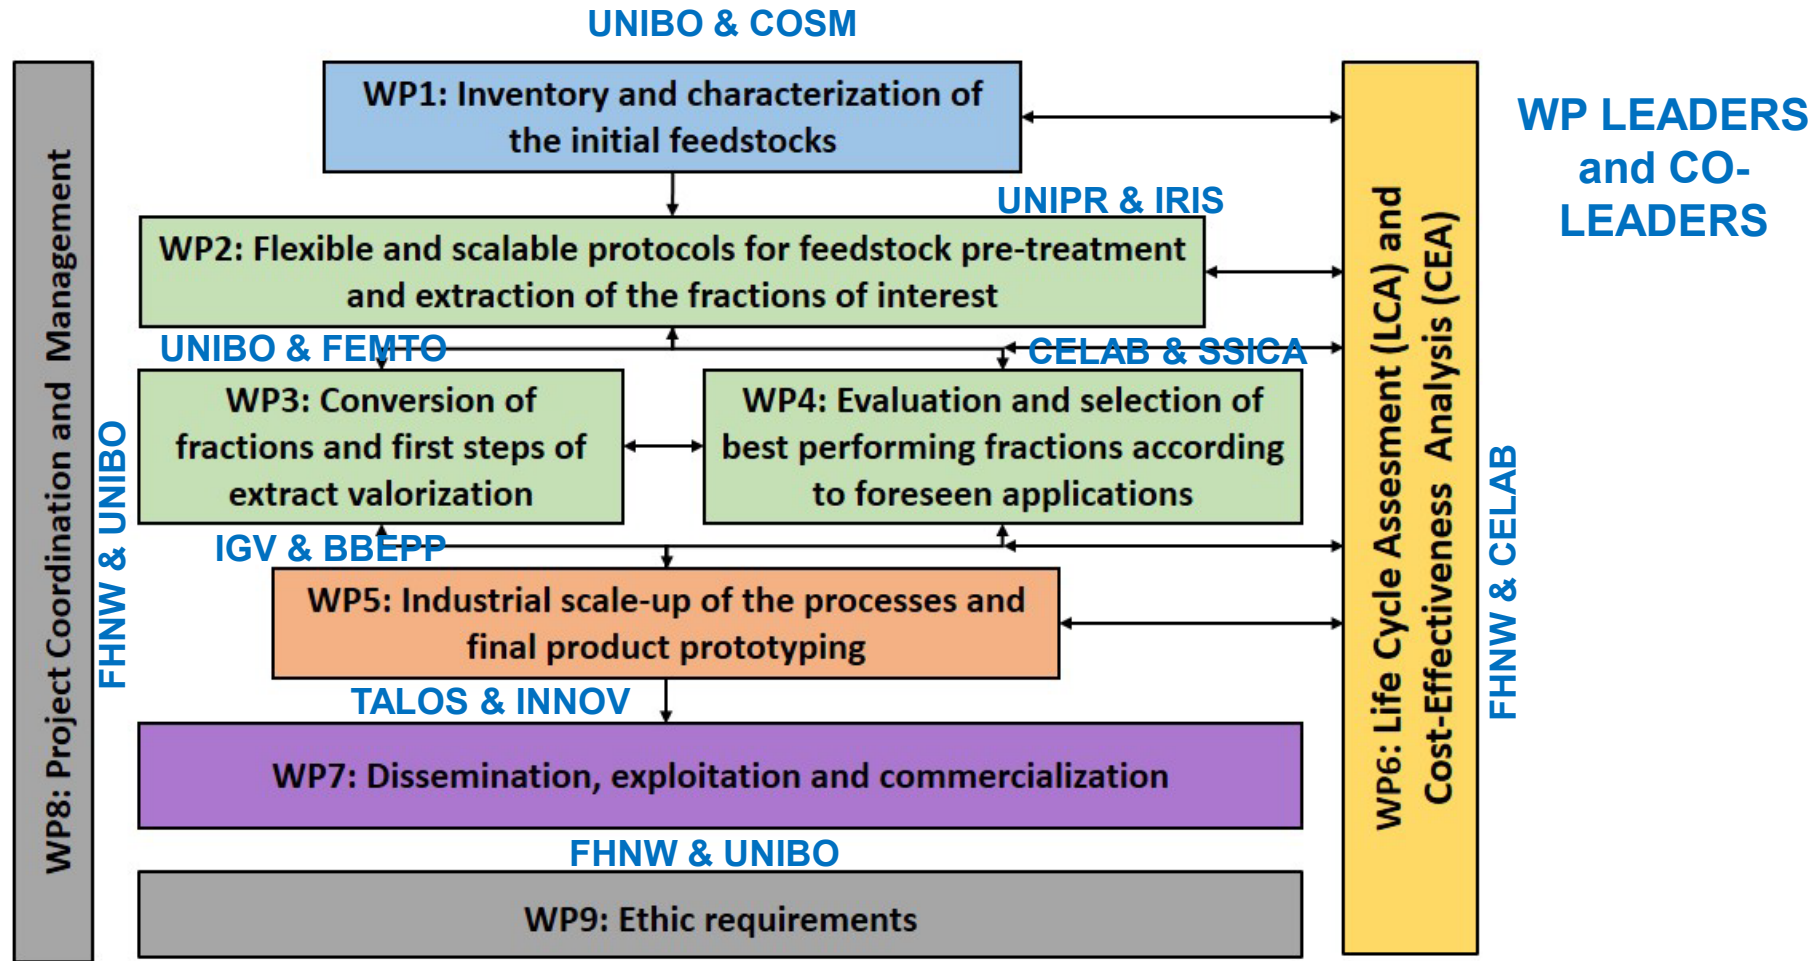 UNIBO & COSM
WP1: Inventory and characterization of
the initial feedstocks
WP LEADERS
and CO-
LEADERS
UNIPR & IRIS
WP2: Flexible and scalable protocols for feedstock pre-treatment
and extraction of the fractions of interest
UNIBO & FEMTO
CELAB & SSICA
WP3: Conversion of
fractions and first steps of
extract valorization
WP4: Evaluation and selection of
best performing fractions according
to foreseen applications
IGV & BBEPP
WP5: Industrial scale-up of the processes and
final product prototyping
TALOS & INNOV
WP7: Dissemination, exploitation and commercialization
FHNW & UNIBO
WP9: Ethic requirements
WP8: Project Coordination and Management
FHNW & UNIBO
WP6: Life Cycle Assesment (LCA) and
Cost-Effectiveness Analysis (CEA)
FHNW & CELAB